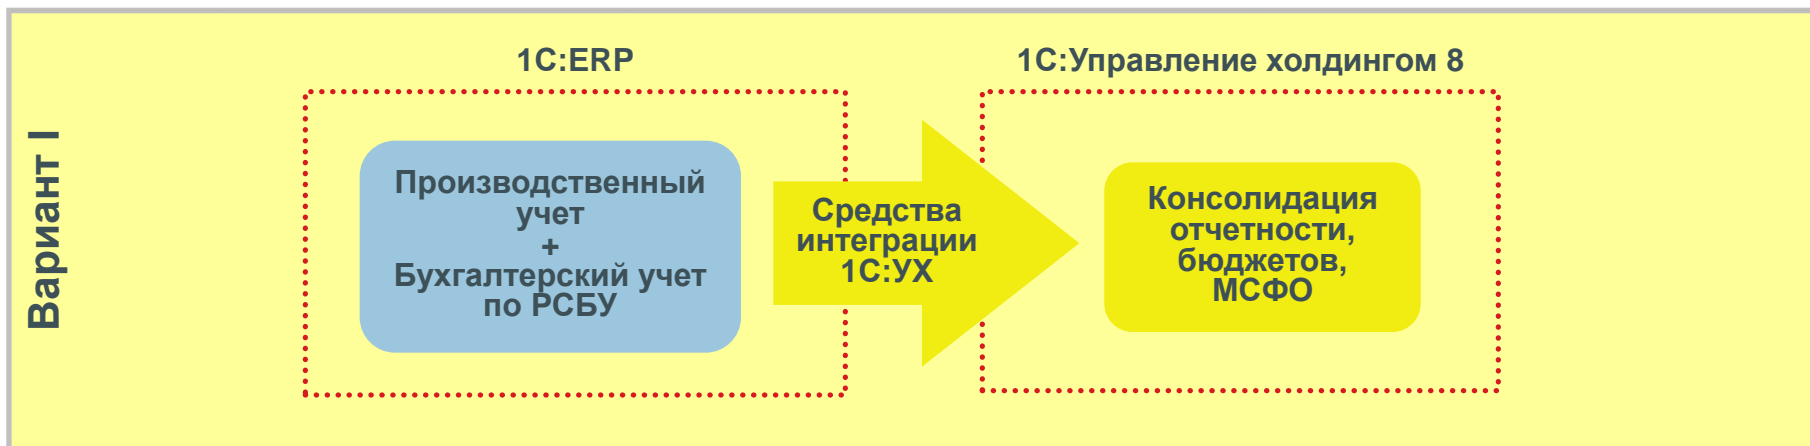 Вариант I
1С:ERP
Производственный
учет
+
Бухгалтерский учет
по РСБУ
Средства
интеграции
1С:УХ
1С:Управление холдингом 8
Консолидация
отчетности,
бюджетов,
МСФО